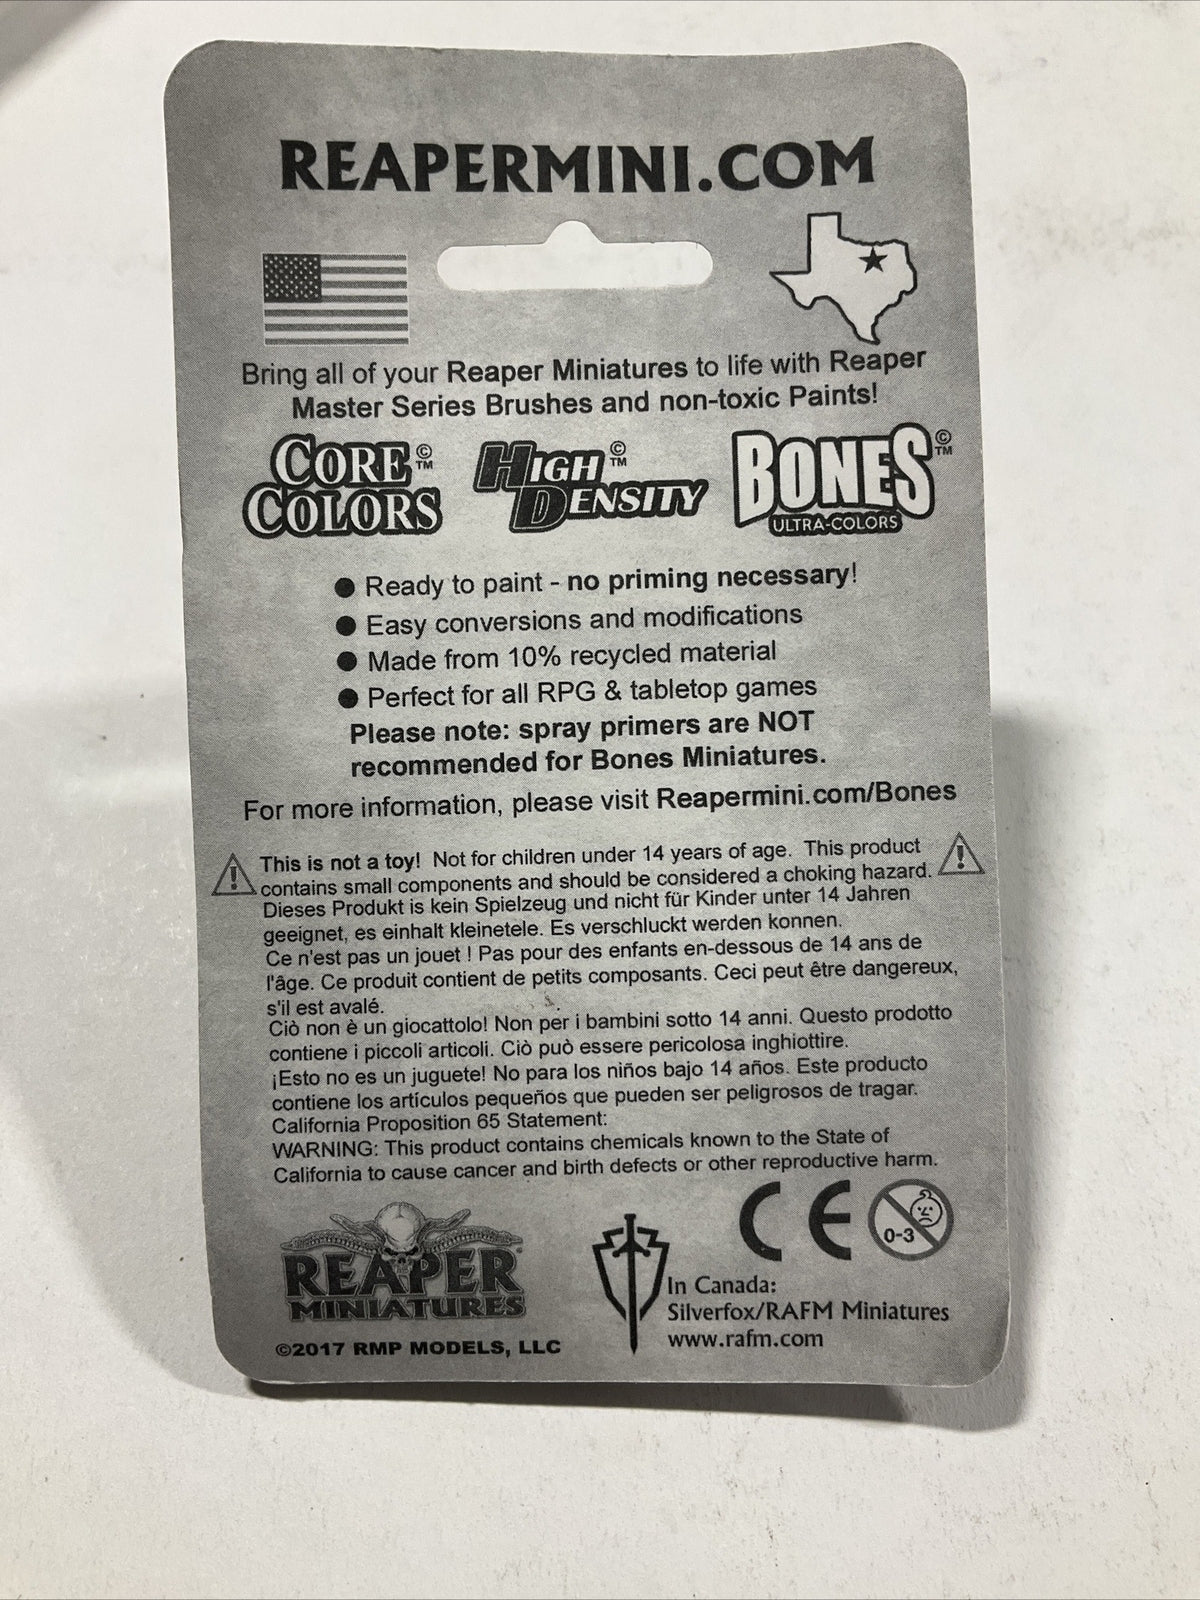 REAPERMINI.COM
Bring all of your Reaper Miniatures to life with Reaper
Master Series Brushes and non-toxic Paints!
CORE COLORS ©™
HIGH DENSITY ©™
BONES ©™
ULTRA-COLORS
● Ready to paint - no priming necessary!
● Easy conversions and modifications
● Made from 10% recycled material
● Perfect for all RPG & tabletop games
Please note: spray primers are NOT
recommended for Bones Miniatures.
For more information, please visit Reapermini.com/Bones
This is not a toy! Not for children under 14 years of age. This product
contains small components and should be considered a choking hazard.
Dieses Produkt is kein Spielzeug und nicht für Kinder unter 14 Jahren
geeignet, es einhalt kleinetele. Es verschluckt werden konnen.
Ce n'est pas un jouet ! Pas pour des enfants en-dessous de 14 ans de
l'âge. Ce produit contient de petits composants. Ceci peut être dangereux,
s'il est avalé.
Ciò non è un giocattolo! Non per i bambini sotto 14 anni. Questo prodotto
contiene i piccoli articoli. Ciò può essere pericolosa inghiottire.
¡Esto no es un juguete! No para los niños bajo 14 años. Este producto
contiene los artículos pequeños que pueden ser peligrosos de tragar.
California Proposition 65 Statement:
WARNING: This product contains chemicals known to the State of
California to cause cancer and birth defects or other reproductive harm.
REAPER
MINIATURES
©2017 RMP MODELS, LLC
CE
0-3
In Canada:
Silverfox/RAFM Miniatures
www.rafm.com